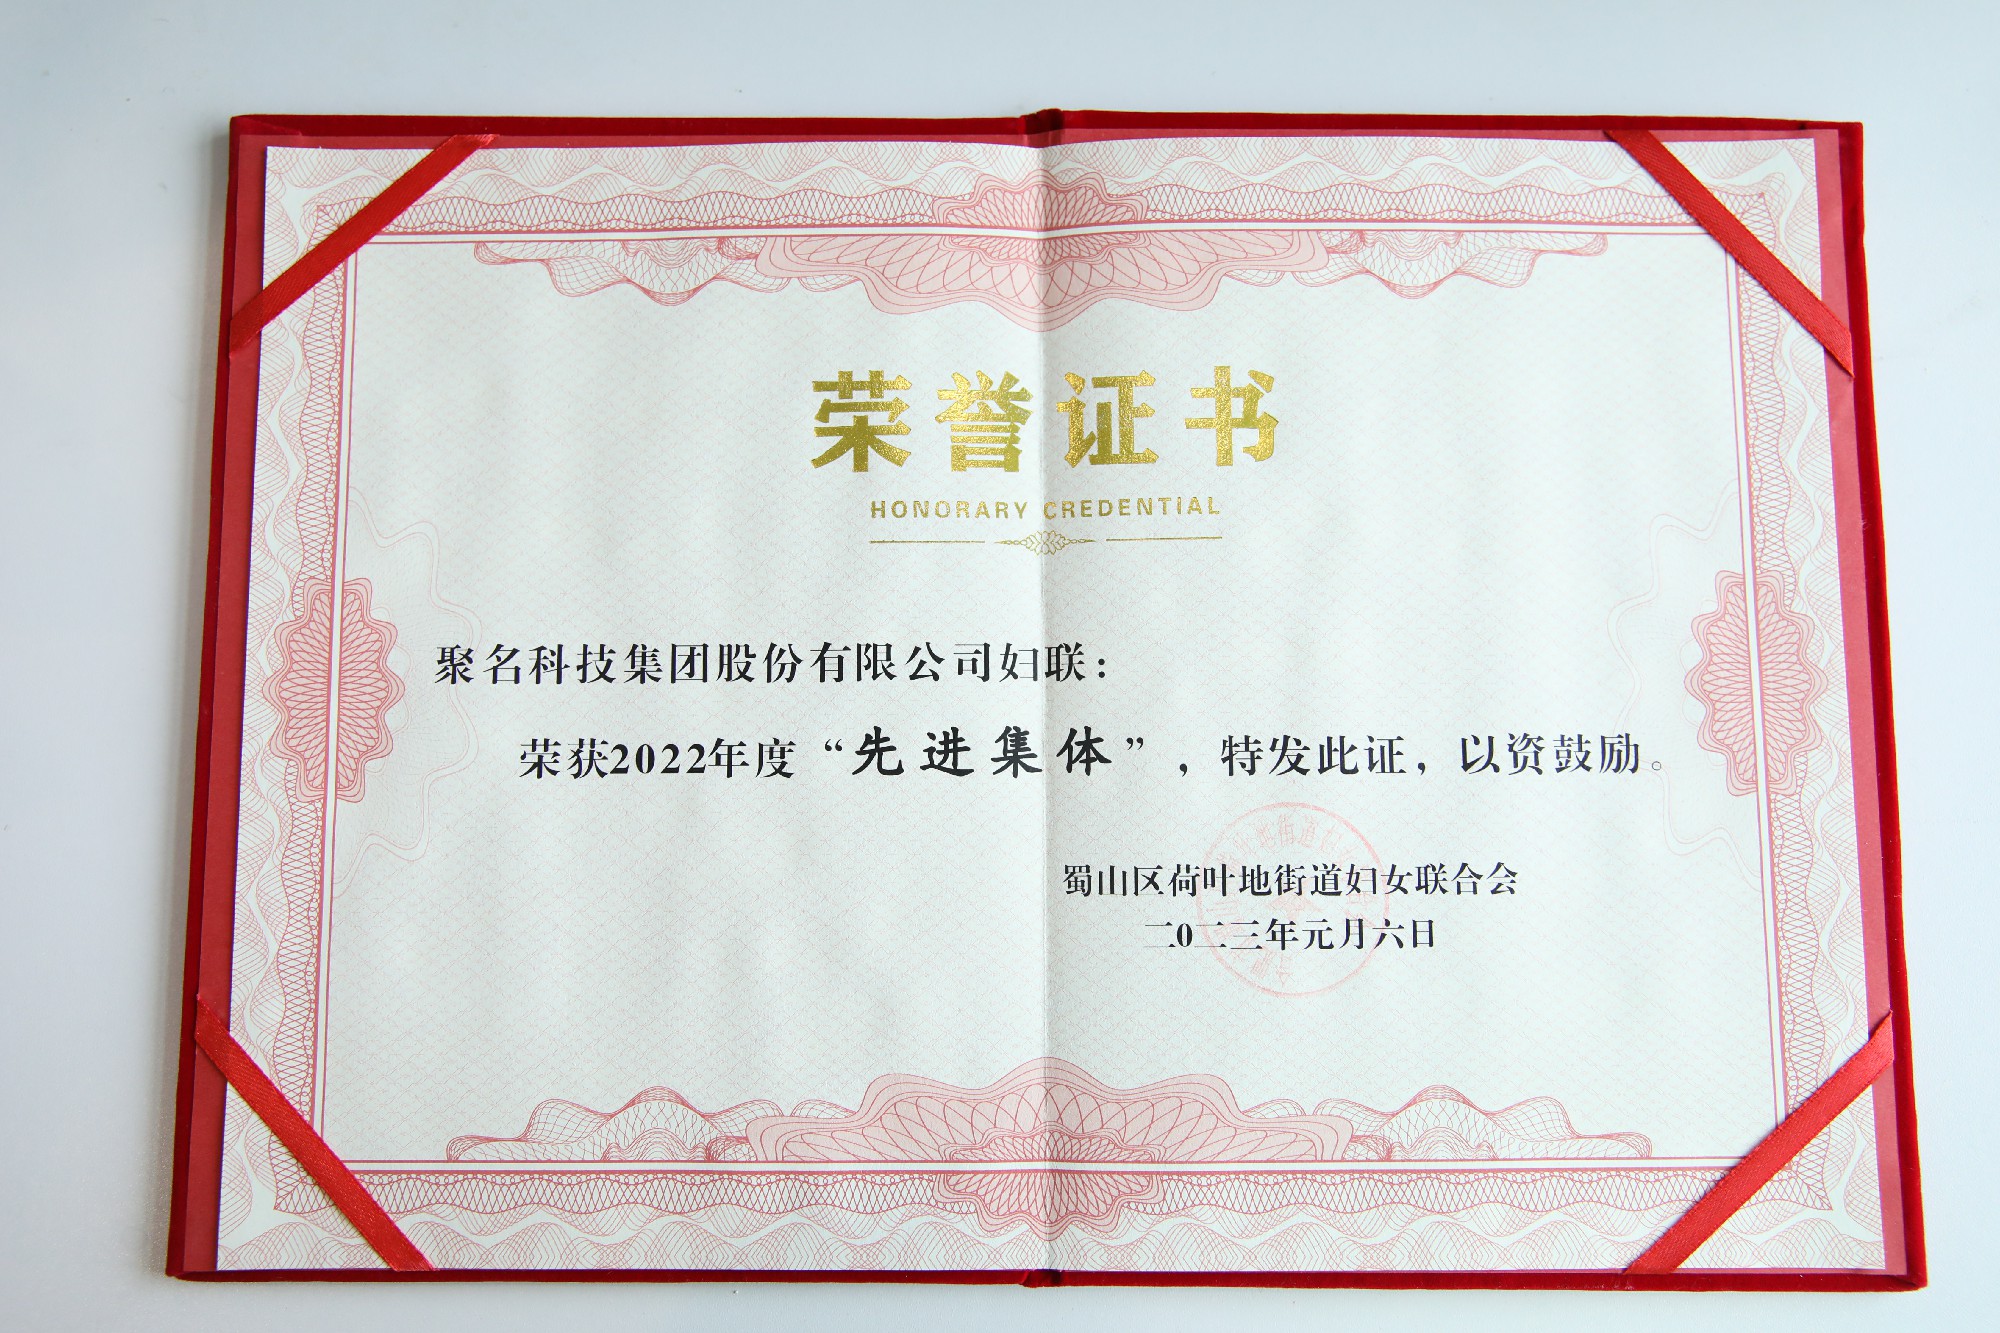 荣誉证书
HONORARY CREDENTIAL
聚名科技集团股份有限公司妇联：
荣获2022年度“先进集体”，特发此证，以资鼓励。
蜀山区荷叶地街道妇女联合会
二0二三年元月六日